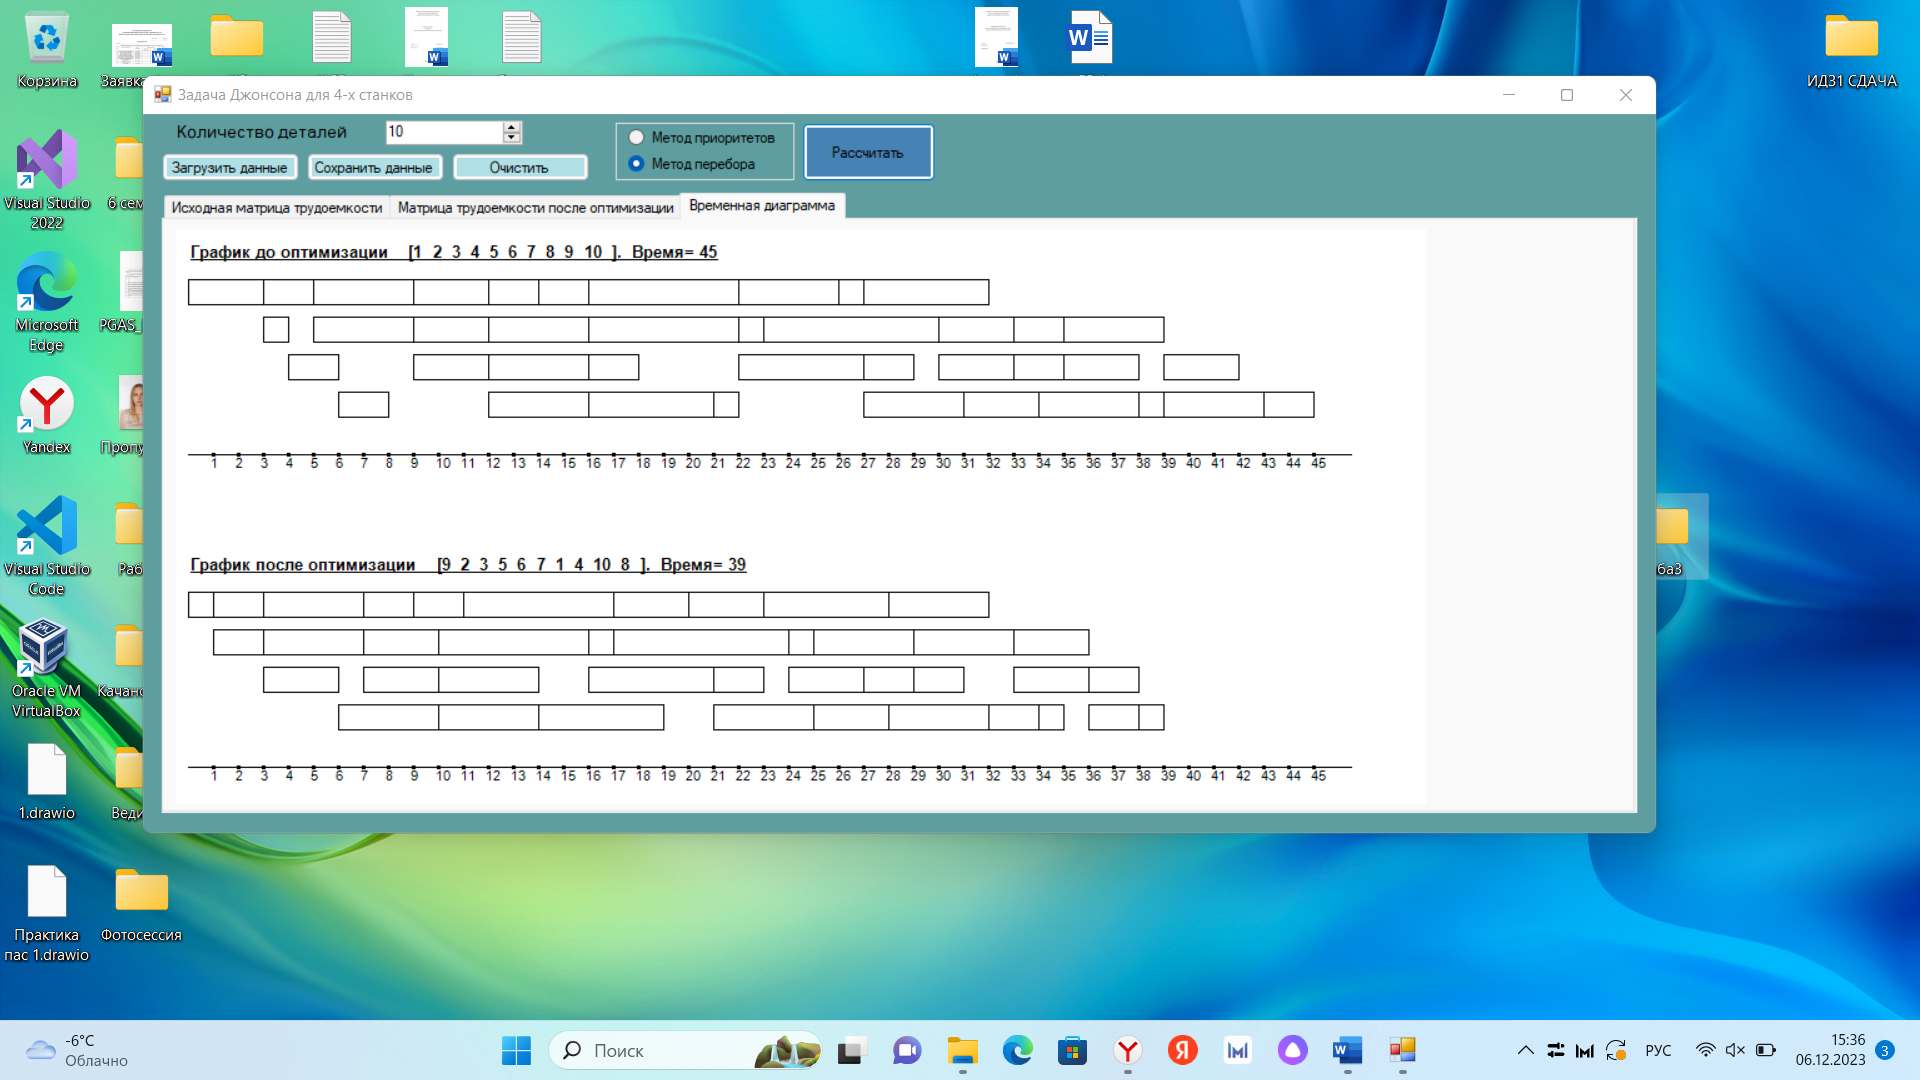 Корзина
Заявка
ИДЗ1 СДАЧА
Задача Джонсона для 4-х станков
Количество деталей
10
Метод приоритетов
Метод перебора
Рассчитать
Загрузить данные
Сохранить данные
Очистить
Исходная матрица трудоемкости
Матрица трудоемкости после оптимизации
Временная диаграмма
График до оптимизации [1 2 3 4 5 6 7 8 9 10 ]. Время= 45
1 2 3 4 5 6 7 8 9 10 11 12 13 14 15 16 17 18 19 20 21 22 23 24 25 26 27 28 29 30 31 32 33 34 35 36 37 38 39 40 41 42 43 44 45
График после оптимизации [9 2 3 5 6 7 1 4 10 8 ]. Время= 39
1 2 3 4 5 6 7 8 9 10 11 12 13 14 15 16 17 18 19 20 21 22 23 24 25 26 27 28 29 30 31 32 33 34 35 36 37 38 39 40 41 42 43 44 45
Visual Studio
2022
6 сем
Microsoft
Edge
PGAS_
Yandex
Пропу
Visual Studio
Code
Раб
ба3
Oracle VM
VirtualBox
Качано
1.drawio
Веди
Практика
пас 1.drawio
Фотосессия
-6°C
Облачно
Поиск
РУС
15:36
06.12.2023
3